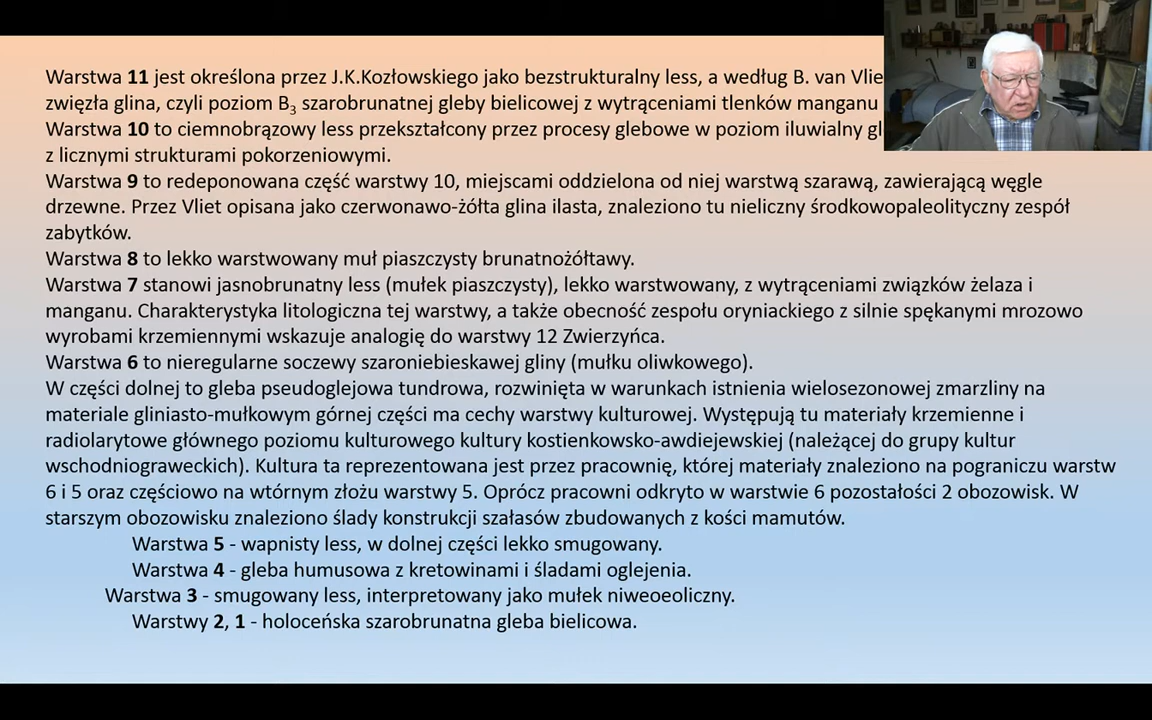 Warstwa 11 jest określona przez J.K.Kozłowskiego jako bezstrukturalny less, a według B. van
zwięzła glina, czyli poziom B₃ szarobrunatnej gleby bielicowej z wytrąceniami tlenków manganu
Warstwa 10 to ciemnobrązowy less przekształcony przez procesy glebowe w poziom iluwialny
z licznymi strukturami pokorzeniowymi.
Warstwa 9 to redeponowana część warstwy 10, miejscami oddzielona od niej warstwą szarawą, zawierającą węgle
drzewne. Przez Vliet opisana jako czerwonawo-żółta glina ilasta, znaleziono tu nieliczny środkowopaleolityczny zespół
zabytków.
Warstwa 8 to lekko warstwowany muł piaszczysty brunatnożółtawy.
Warstwa 7 stanowi jasnobrunatny less (mułek piaszczysty), lekko warstwowany, z wytrąceniami związków żelaza i
manganu. Charakterystyka litologiczna tej warstwy, a także obecność zespołu oryniackiego z silnie spękanymi mrozowo
wyrobami krzemiennymi wskazuje analogię do warstwy 12 Zwierzyńca.
Warstwa 6 to nieregularne soczewy szaroniebieskawej gliny (mułku oliwkowego).
W części dolnej to gleba pseudoglejowa tundrowa, rozwinięta w warunkach istnienia wielosezonowej zmarzliny na
materiale gliniasto-mułkowym górnej części ma cechy warstwy kulturowej. Występują tu materiały krzemienne i
radiolarytowe głównego poziomu kulturowego kultury kostienkowsko-awdiejewskiej (należącej do grupy kultur
wschodniograweckich). Kultura ta reprezentowana jest przez pracownię, której materiały znaleziono na pograniczu warstw
6 i 5 oraz częściowo na wtórnym złożu warstwy 5. Oprócz pracowni odkryto w warstwie 6 pozostałości 2 obozowisk. W
starszym obozowisku znaleziono ślady konstrukcji szałasów zbudowanych z kości mamutów.
Warstwa 5 - wapnisty less, w dolnej części lekko smugowany.
Warstwa 4 - gleba humusowa z kretowinami i śladami oglejenia.
Warstwa 3 - smugowany less, interpretowany jako mułek niweoeoliczny.
Warstwy 2, 1 - holoceńska szarobrunatna gleba bielicowa.